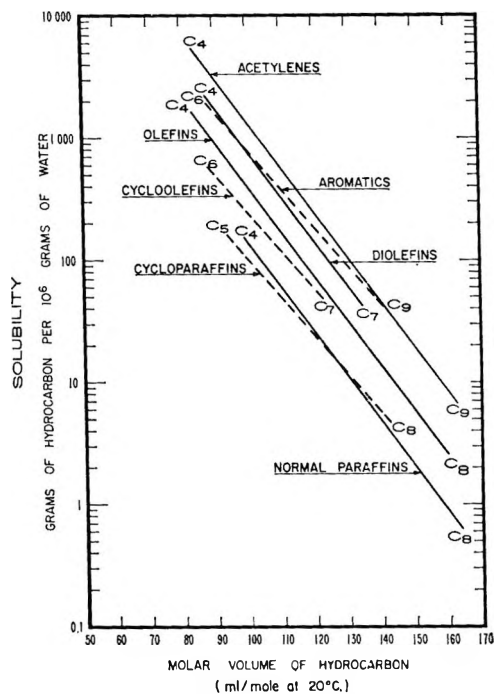 10 000
C4
ACETYLENES
C4
C6
C4
1 000
OLEFINS
C6
AROMATICS
CYCLOOLEFINS
C5
C4
DIOLEFINS
100
CYCLOPARAFFINS
C7
C7
C9
10
C9
C8
C8
NORMAL PARAFFINS
1
C8
0.1
50 60 70 80 90 100 110 120 130 140 150 160 170
MOLAR VOLUME OF HYDROCARBON
(ml/mole at 20°C.)
SOLUBILITY
GRAMS OF HYDROCARBON PER 10⁶ GRAMS OF WATER